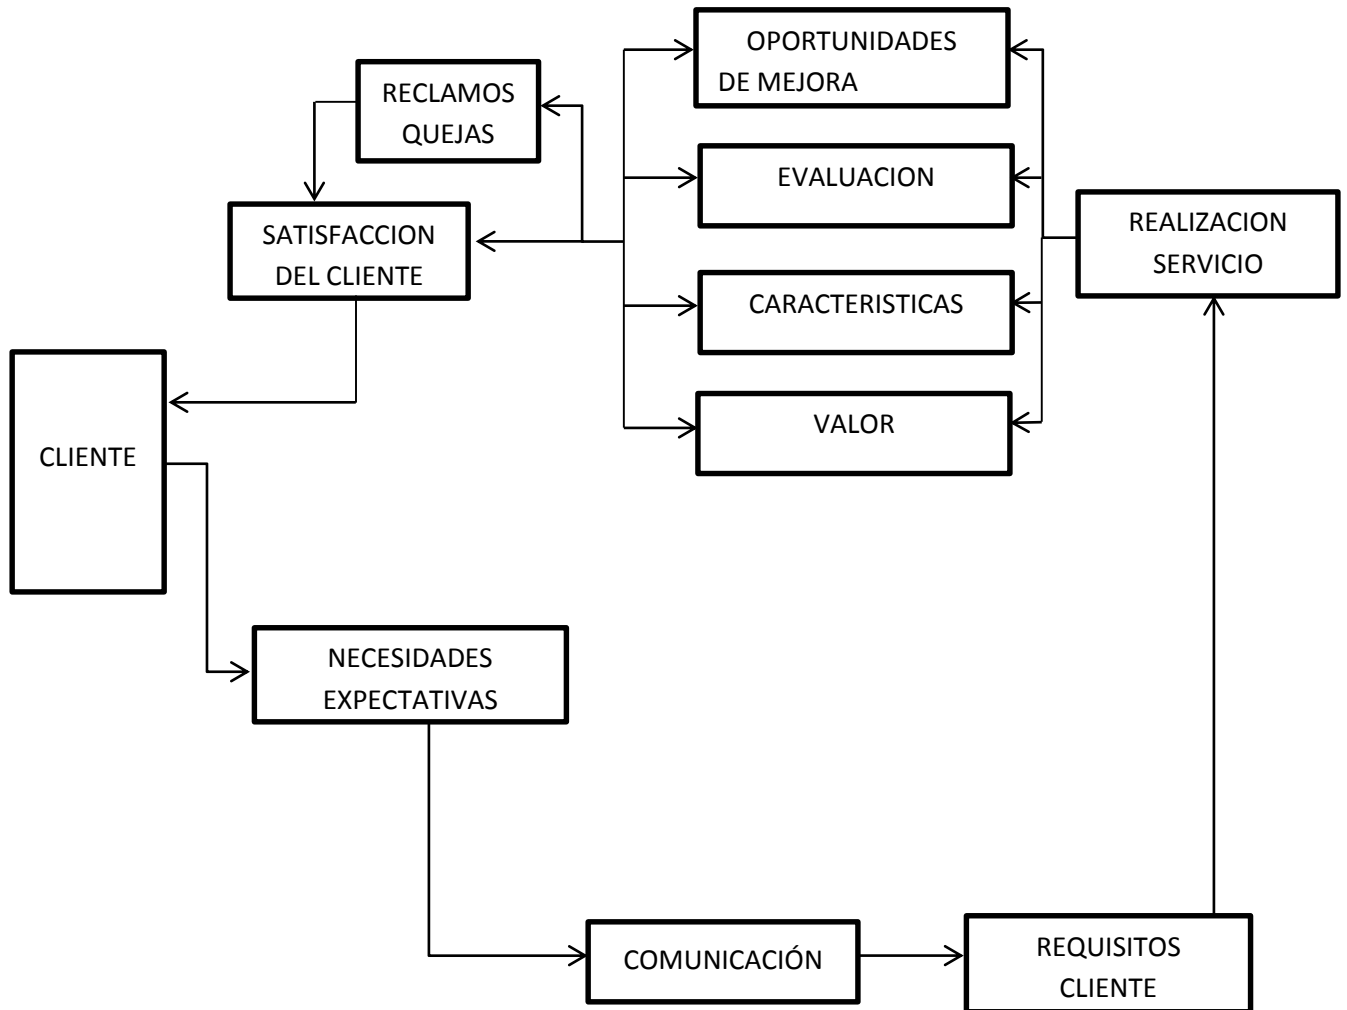 OPORTUNIDADES
DE MEJORA
RECLAMOS
QUEJAS
EVALUACION
SATISFACCION
DEL CLIENTE
REALIZACION
SERVICIO
CARACTERISTICAS
VALOR
CLIENTE
NECESIDADES
EXPECTATIVAS
COMUNICACIÓN
REQUISITOS
CLIENTE